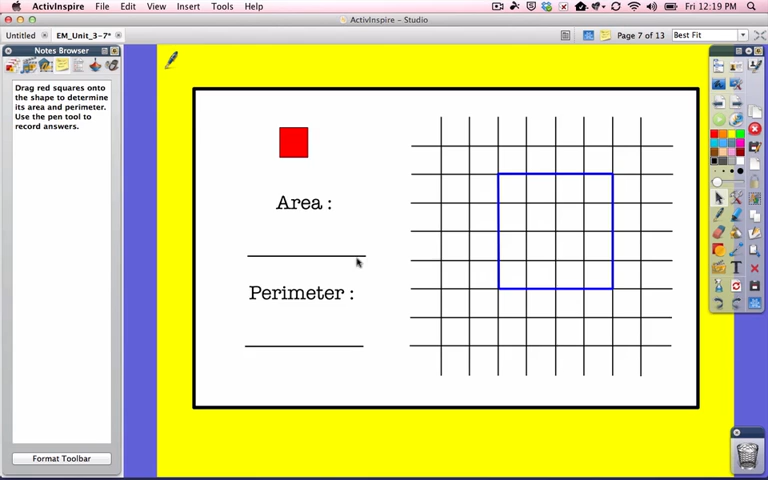 ActivInspire File Edit View Insert Tools Help
Fri 12:19 PM
ActivInspire - Studio
Untitled
EM_Unit_3-7*
Page 7 of 13
Best Fit
Notes Browser
Drag red squares onto
the shape to determine
its area and perimeter.
Use the pen tool to
record answers.
Area :
Perimeter :
Format Toolbar